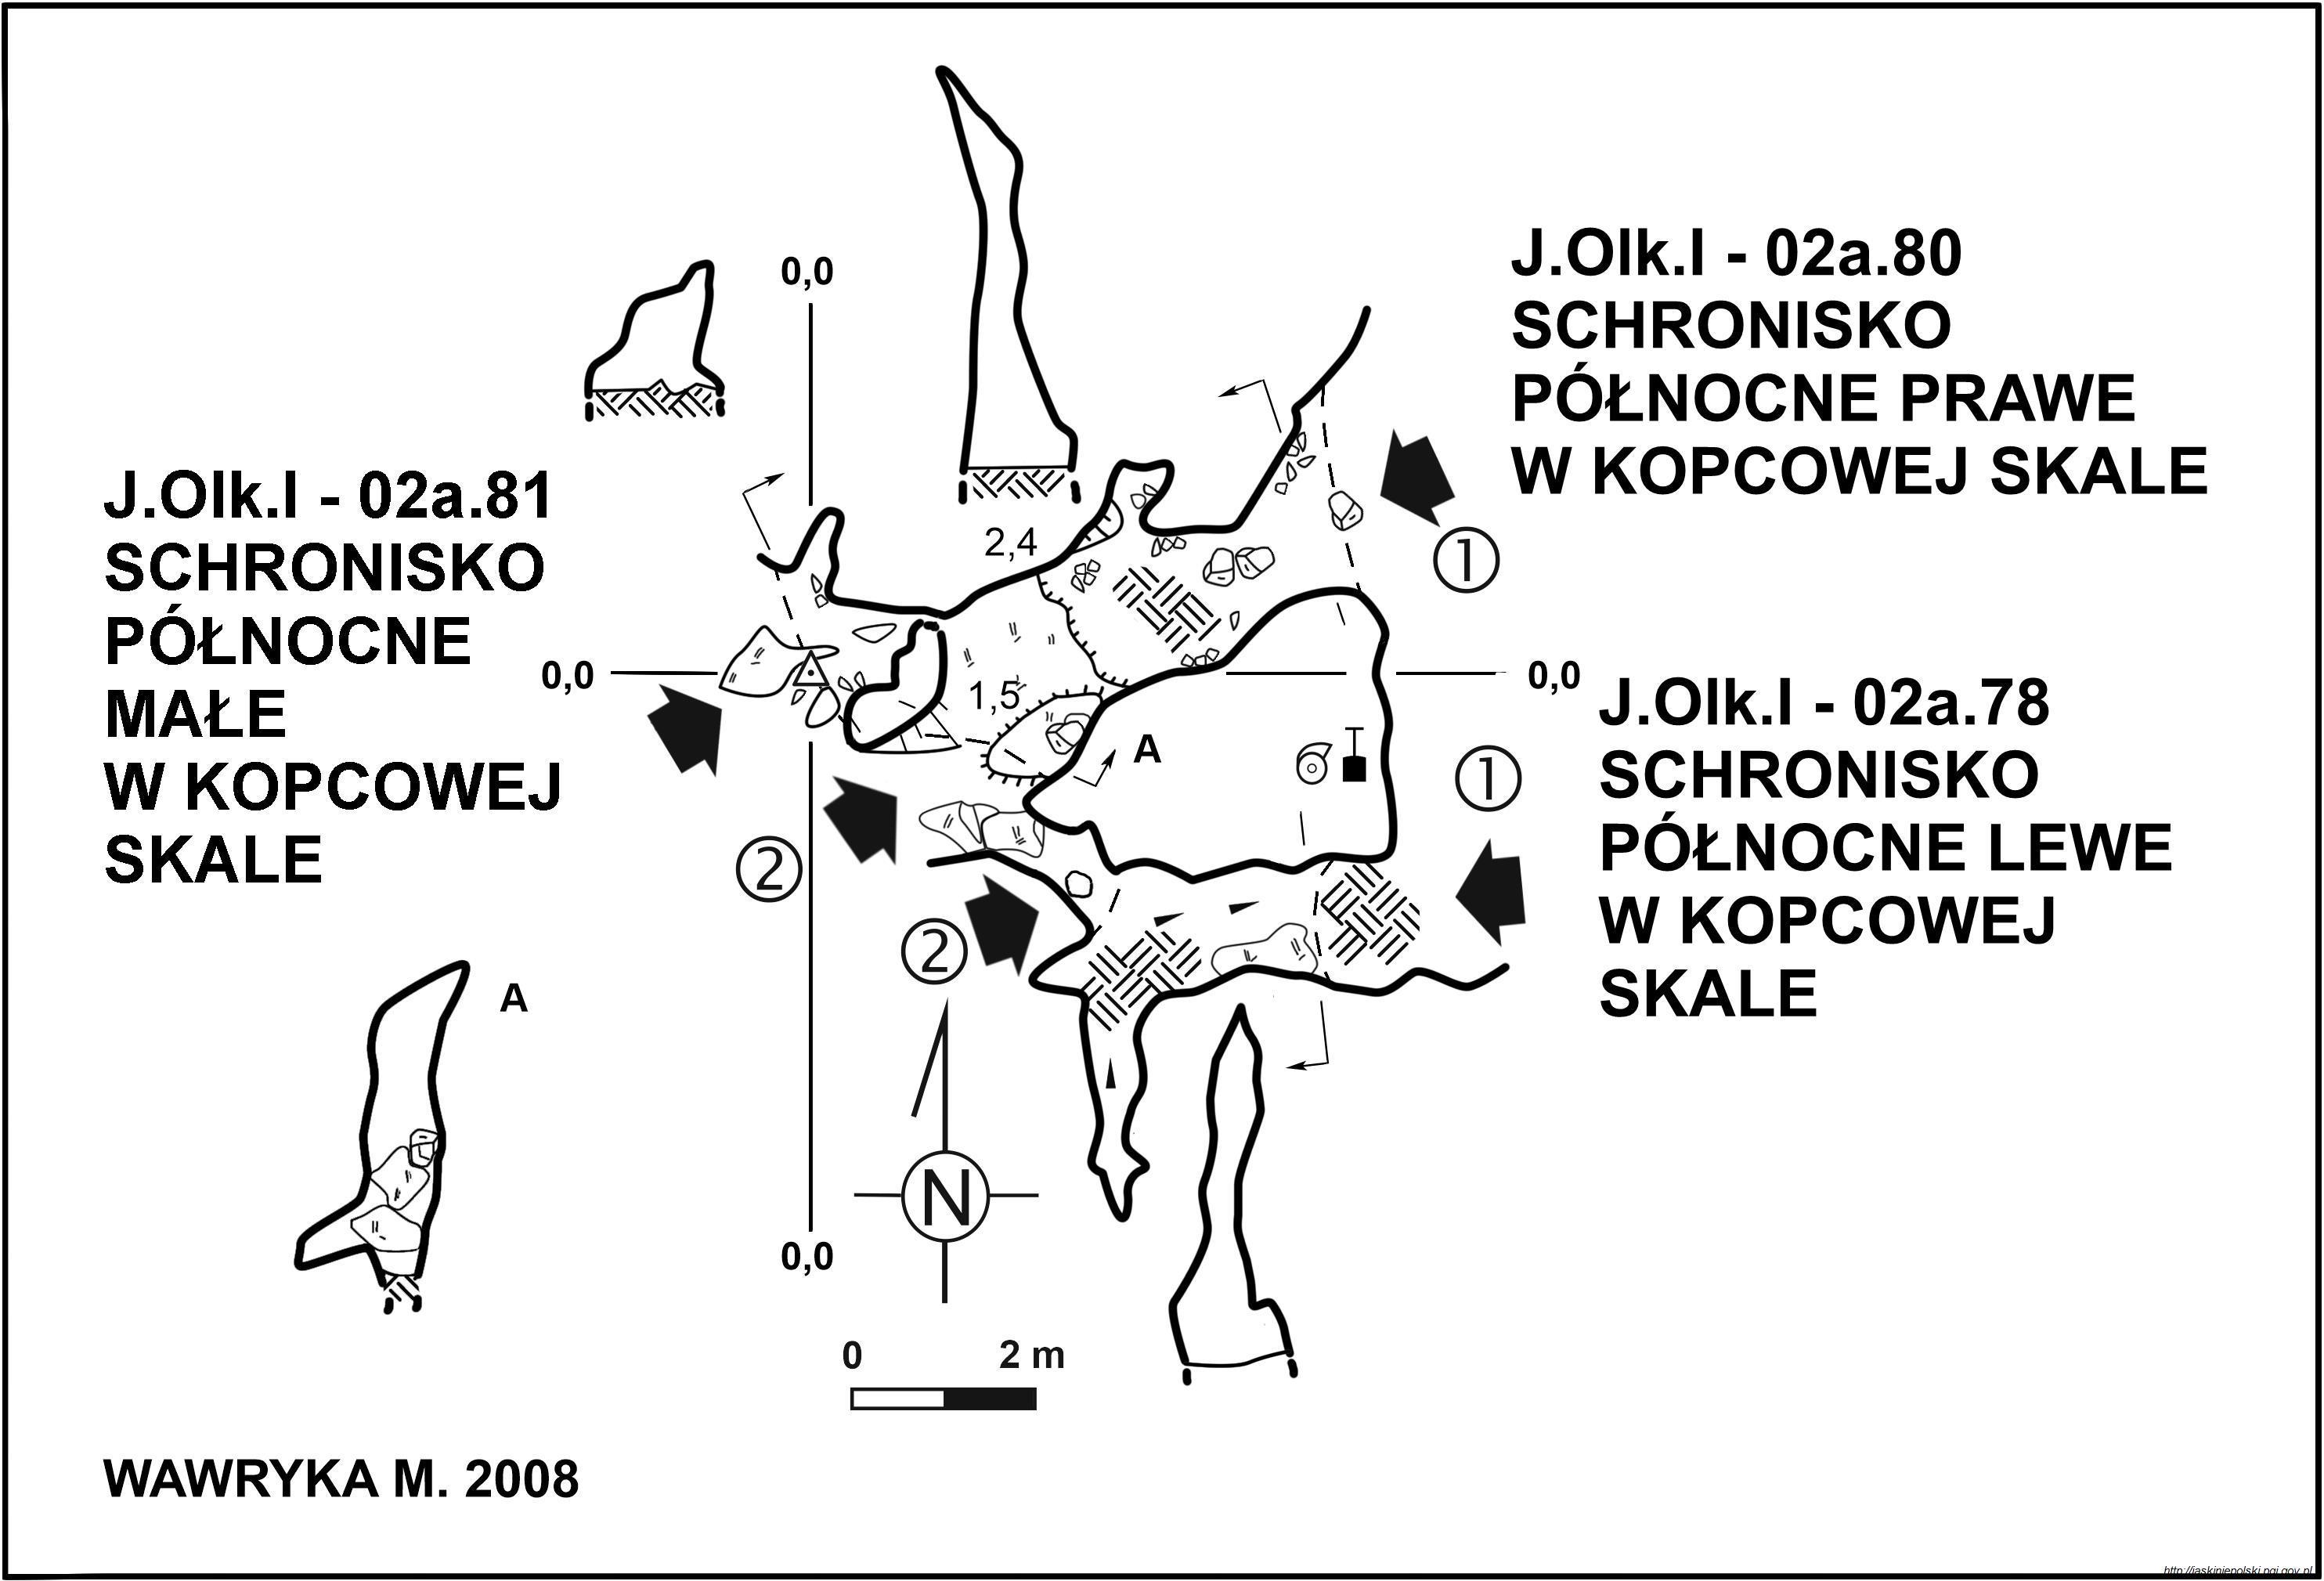 0,0
J.Olk.I - 02a.80
SCHRONISKO
PÓŁNOCNE PRAWE
W KOPCOWEJ SKALE
J.Olk.I - 02a.81
SCHRONISKO
PÓŁNOCNE
MAŁE
W KOPCOWEJ
SKALE
2,4
1
0,0
0,0
J.Olk.I - 02a.78
SCHRONISKO
PÓŁNOCNE LEWE
W KOPCOWEJ
SKALE
1,5
A
1
2
2
A
N
0,0
0 2 m
WAWRYKA M. 2008
http://jaskiniepolski.pgi.gov.pl